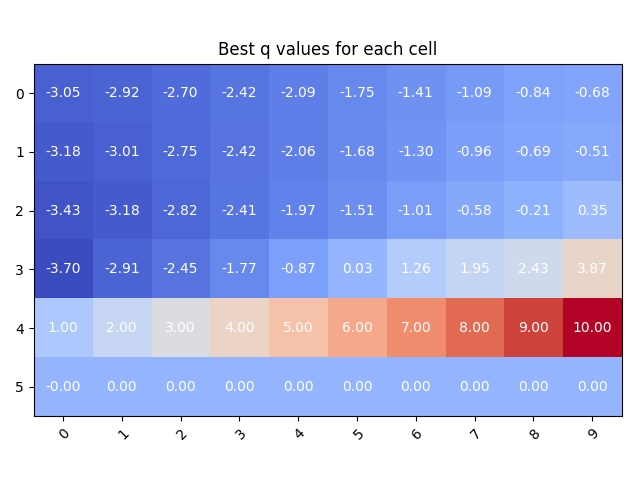 Best q values for each cell
0 -3.05 -2.92 -2.70 -2.42 -2.09 -1.75 -1.41 -1.09 -0.84 -0.68
1 -3.18 -3.01 -2.75 -2.42 -2.06 -1.68 -1.30 -0.96 -0.69 -0.51
2 -3.43 -3.18 -2.82 -2.41 -1.97 -1.51 -1.01 -0.58 -0.21 0.35
3 -3.70 -2.91 -2.45 -1.77 -0.87 0.03 1.26 1.95 2.43 3.87
4 1.00 2.00 3.00 4.00 5.00 6.00 7.00 8.00 9.00 10.00
5 -0.00 0.00 0.00 0.00 0.00 0.00 0.00 0.00 0.00 0.00
0 1 2 3 4 5 6 7 8 9